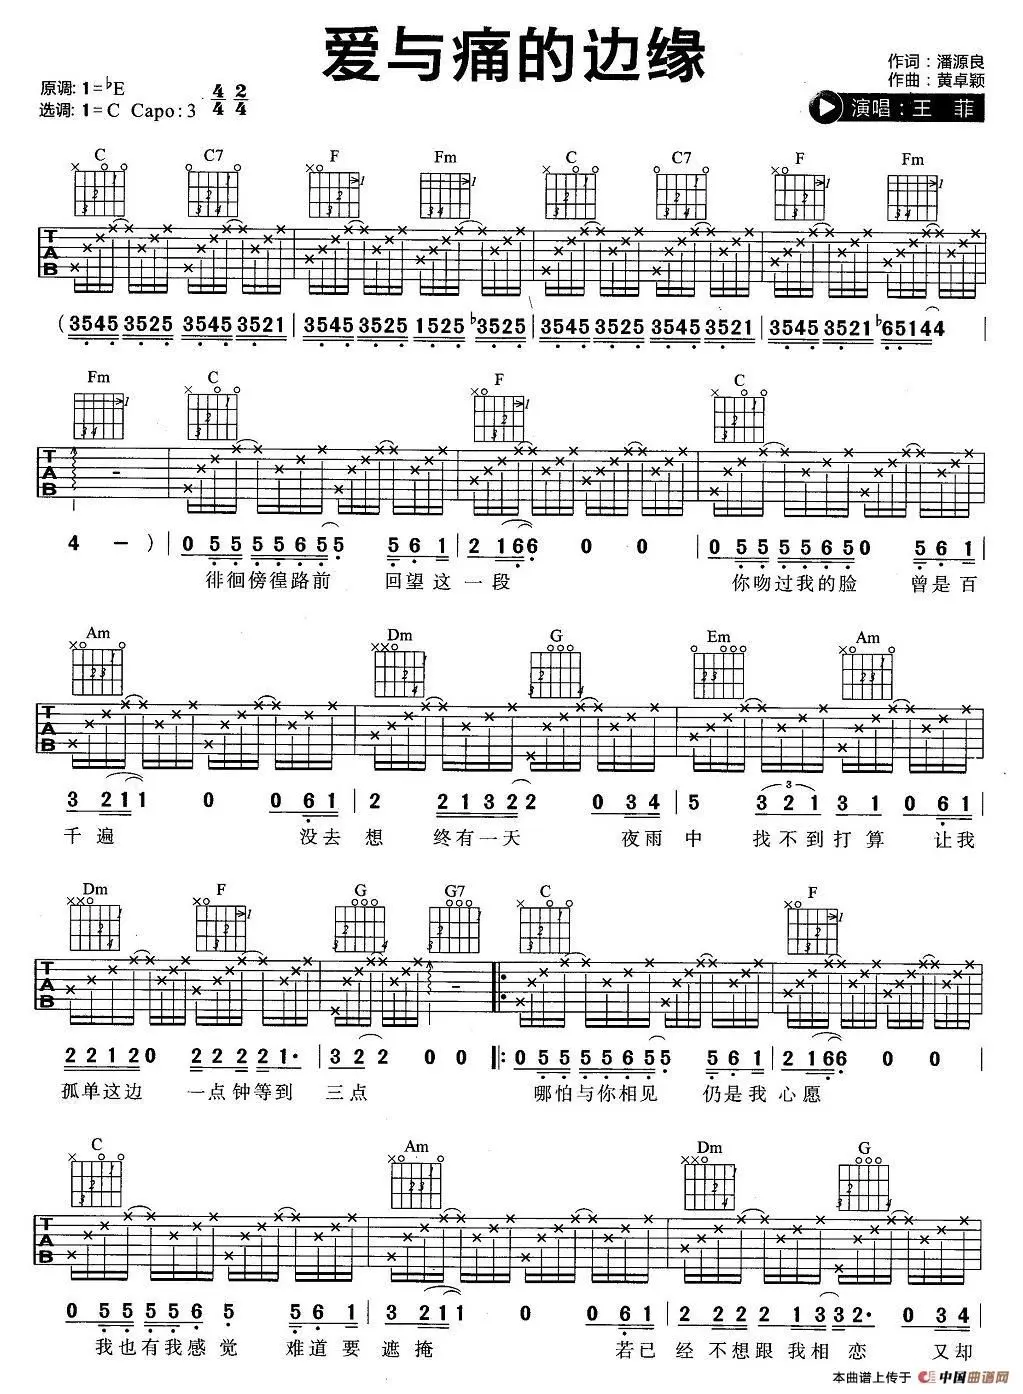 爱与痛的边缘
作词：潘源良
作曲：黄卓颖
演唱：王 菲
原调: 1=♭E
选调: 1=C Capo: 3 4/4 2/4
C C7 F Fm C C7 F Fm
TAB
(3545 3525 3545 3521 | 3545 3525 1525 ♭3525 | 3545 3525 3545 3521 | 3545 3521 ♭65144 |
Fm C F C
TAB
4 - ) | 0 5 5 5 5 6 5 5 5 6 1 | 2 1 6 6 0 0 | 0 5 5 5 5 6 5 0 5 6 1 |
徘徊傍徨路前 回望这一段 你吻过我的脸 曾是百
Am Dm G Em Am
TAB
3 2 1 1 0 0 6 1 | 2 2 1 3 2 2 0 3 4 | 5 3 2 1 3 1 0 6 1 |
千遍 没去想 终有一天 夜雨中 找不到打算 让我
Dm F G G7 C F
TAB
2 2 1 2 0 2 2 2 2 1· | 3 2 2 0 0 ‖: 0 5 5 5 5 6 5 5 5 6 1 | 2 1 6 6 0 0 |
孤单这边 一点钟等到 三点 哪怕与你相见 仍是我心愿
C Am Dm G
TAB
0 5 5 5 5 6 5 5 6 1 | 3 2 1 1 0 0 6 1 | 2 2 2 2 1 3 3 2· 0 3 4 |
我也有我感觉 难道要遮掩 若已经不想跟我相恋 又却
本曲谱上传于 中国曲谱网